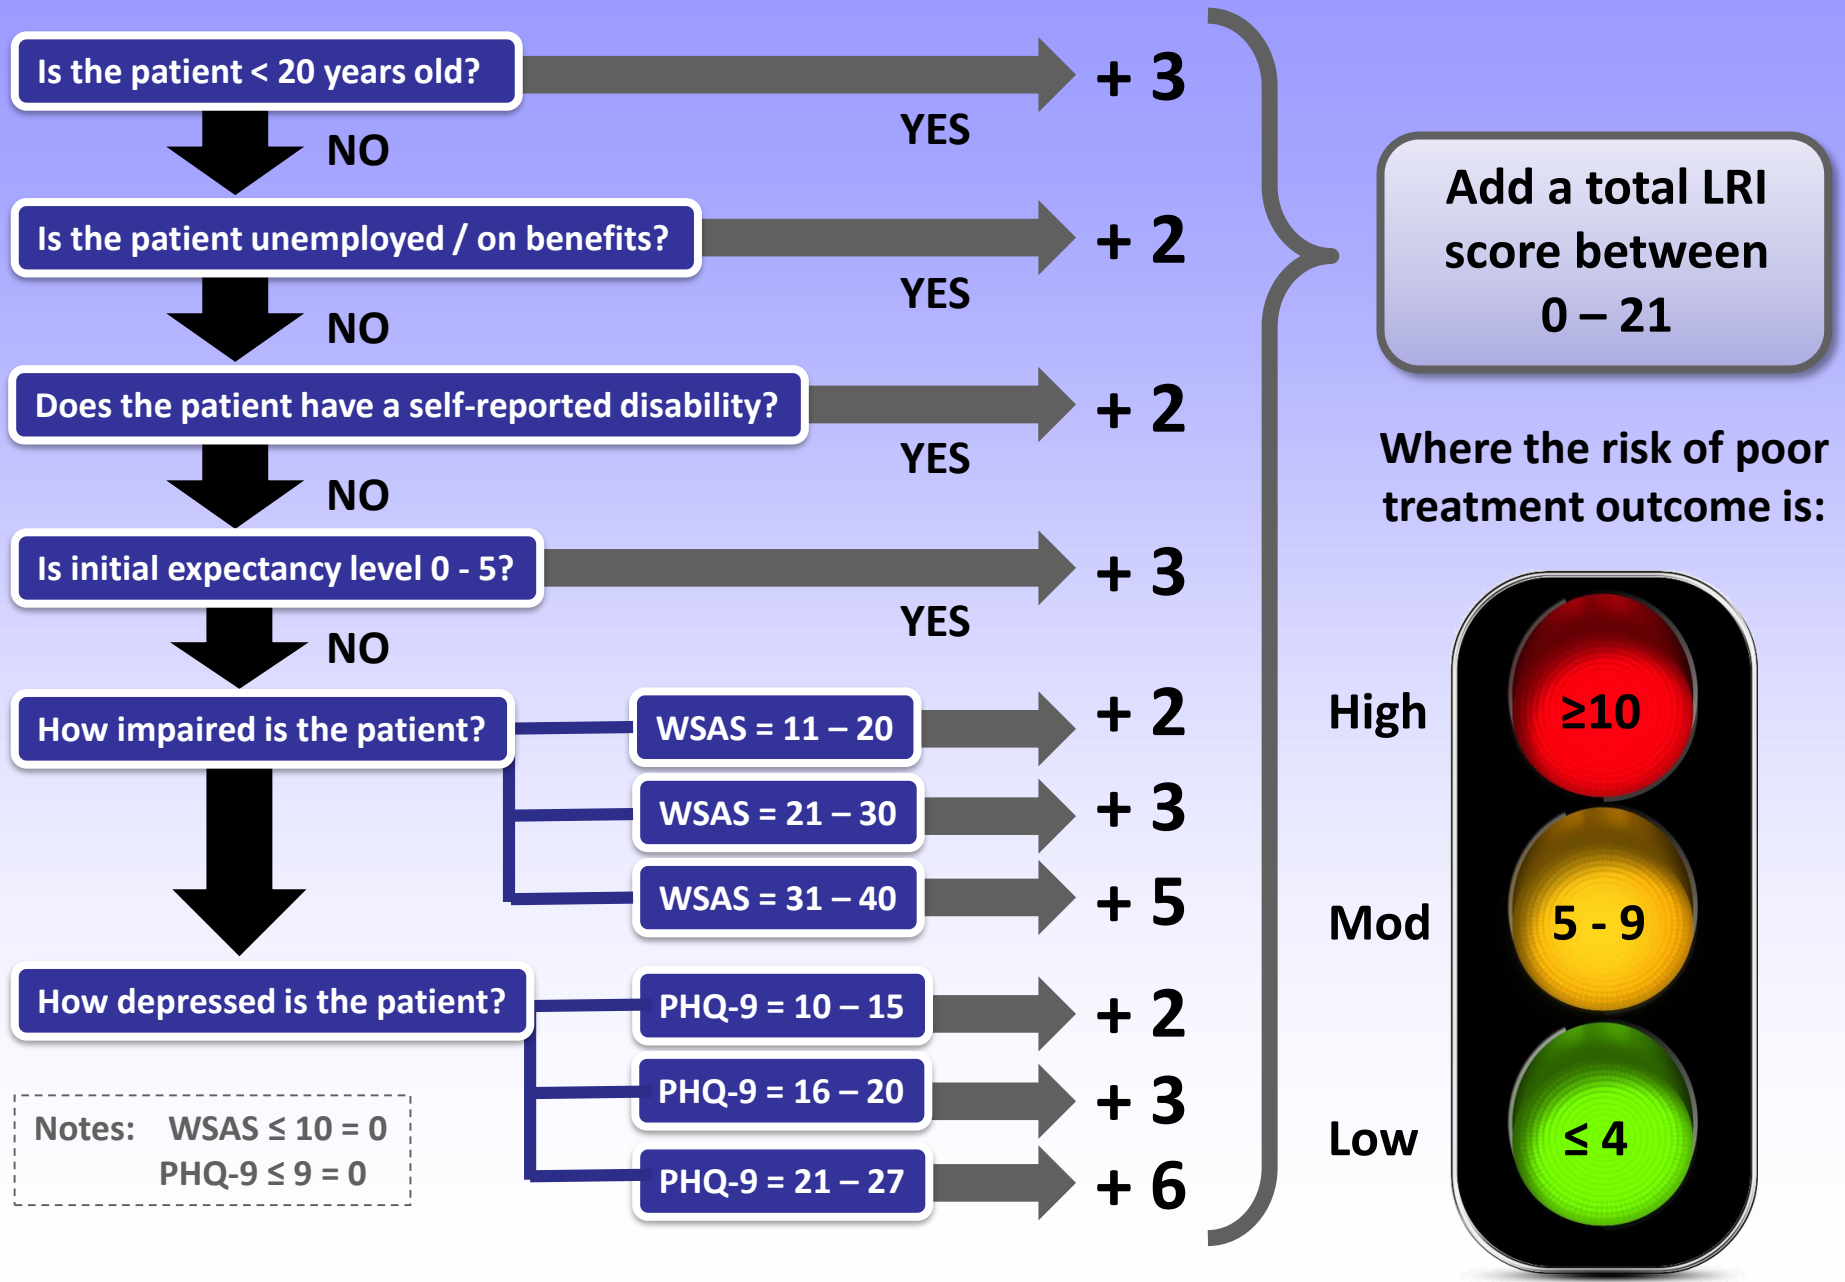 Is the patient < 20 years old?
YES
+ 3
NO
Is the patient unemployed / on benefits?
YES
+ 2
NO
Does the patient have a self-reported disability?
YES
+ 2
NO
Is initial expectancy level 0 - 5?
YES
+ 3
NO
How impaired is the patient?
WSAS = 11 – 20
+ 2
WSAS = 21 – 30
+ 3
WSAS = 31 – 40
+ 5
How depressed is the patient?
PHQ-9 = 10 – 15
+ 2
PHQ-9 = 16 – 20
+ 3
PHQ-9 = 21 – 27
+ 6
Notes: WSAS ≤ 10 = 0
PHQ-9 ≤ 9 = 0
Add a total LRI
score between
0 – 21
Where the risk of poor
treatment outcome is:
High
≥10
Mod
5 - 9
Low
≤ 4